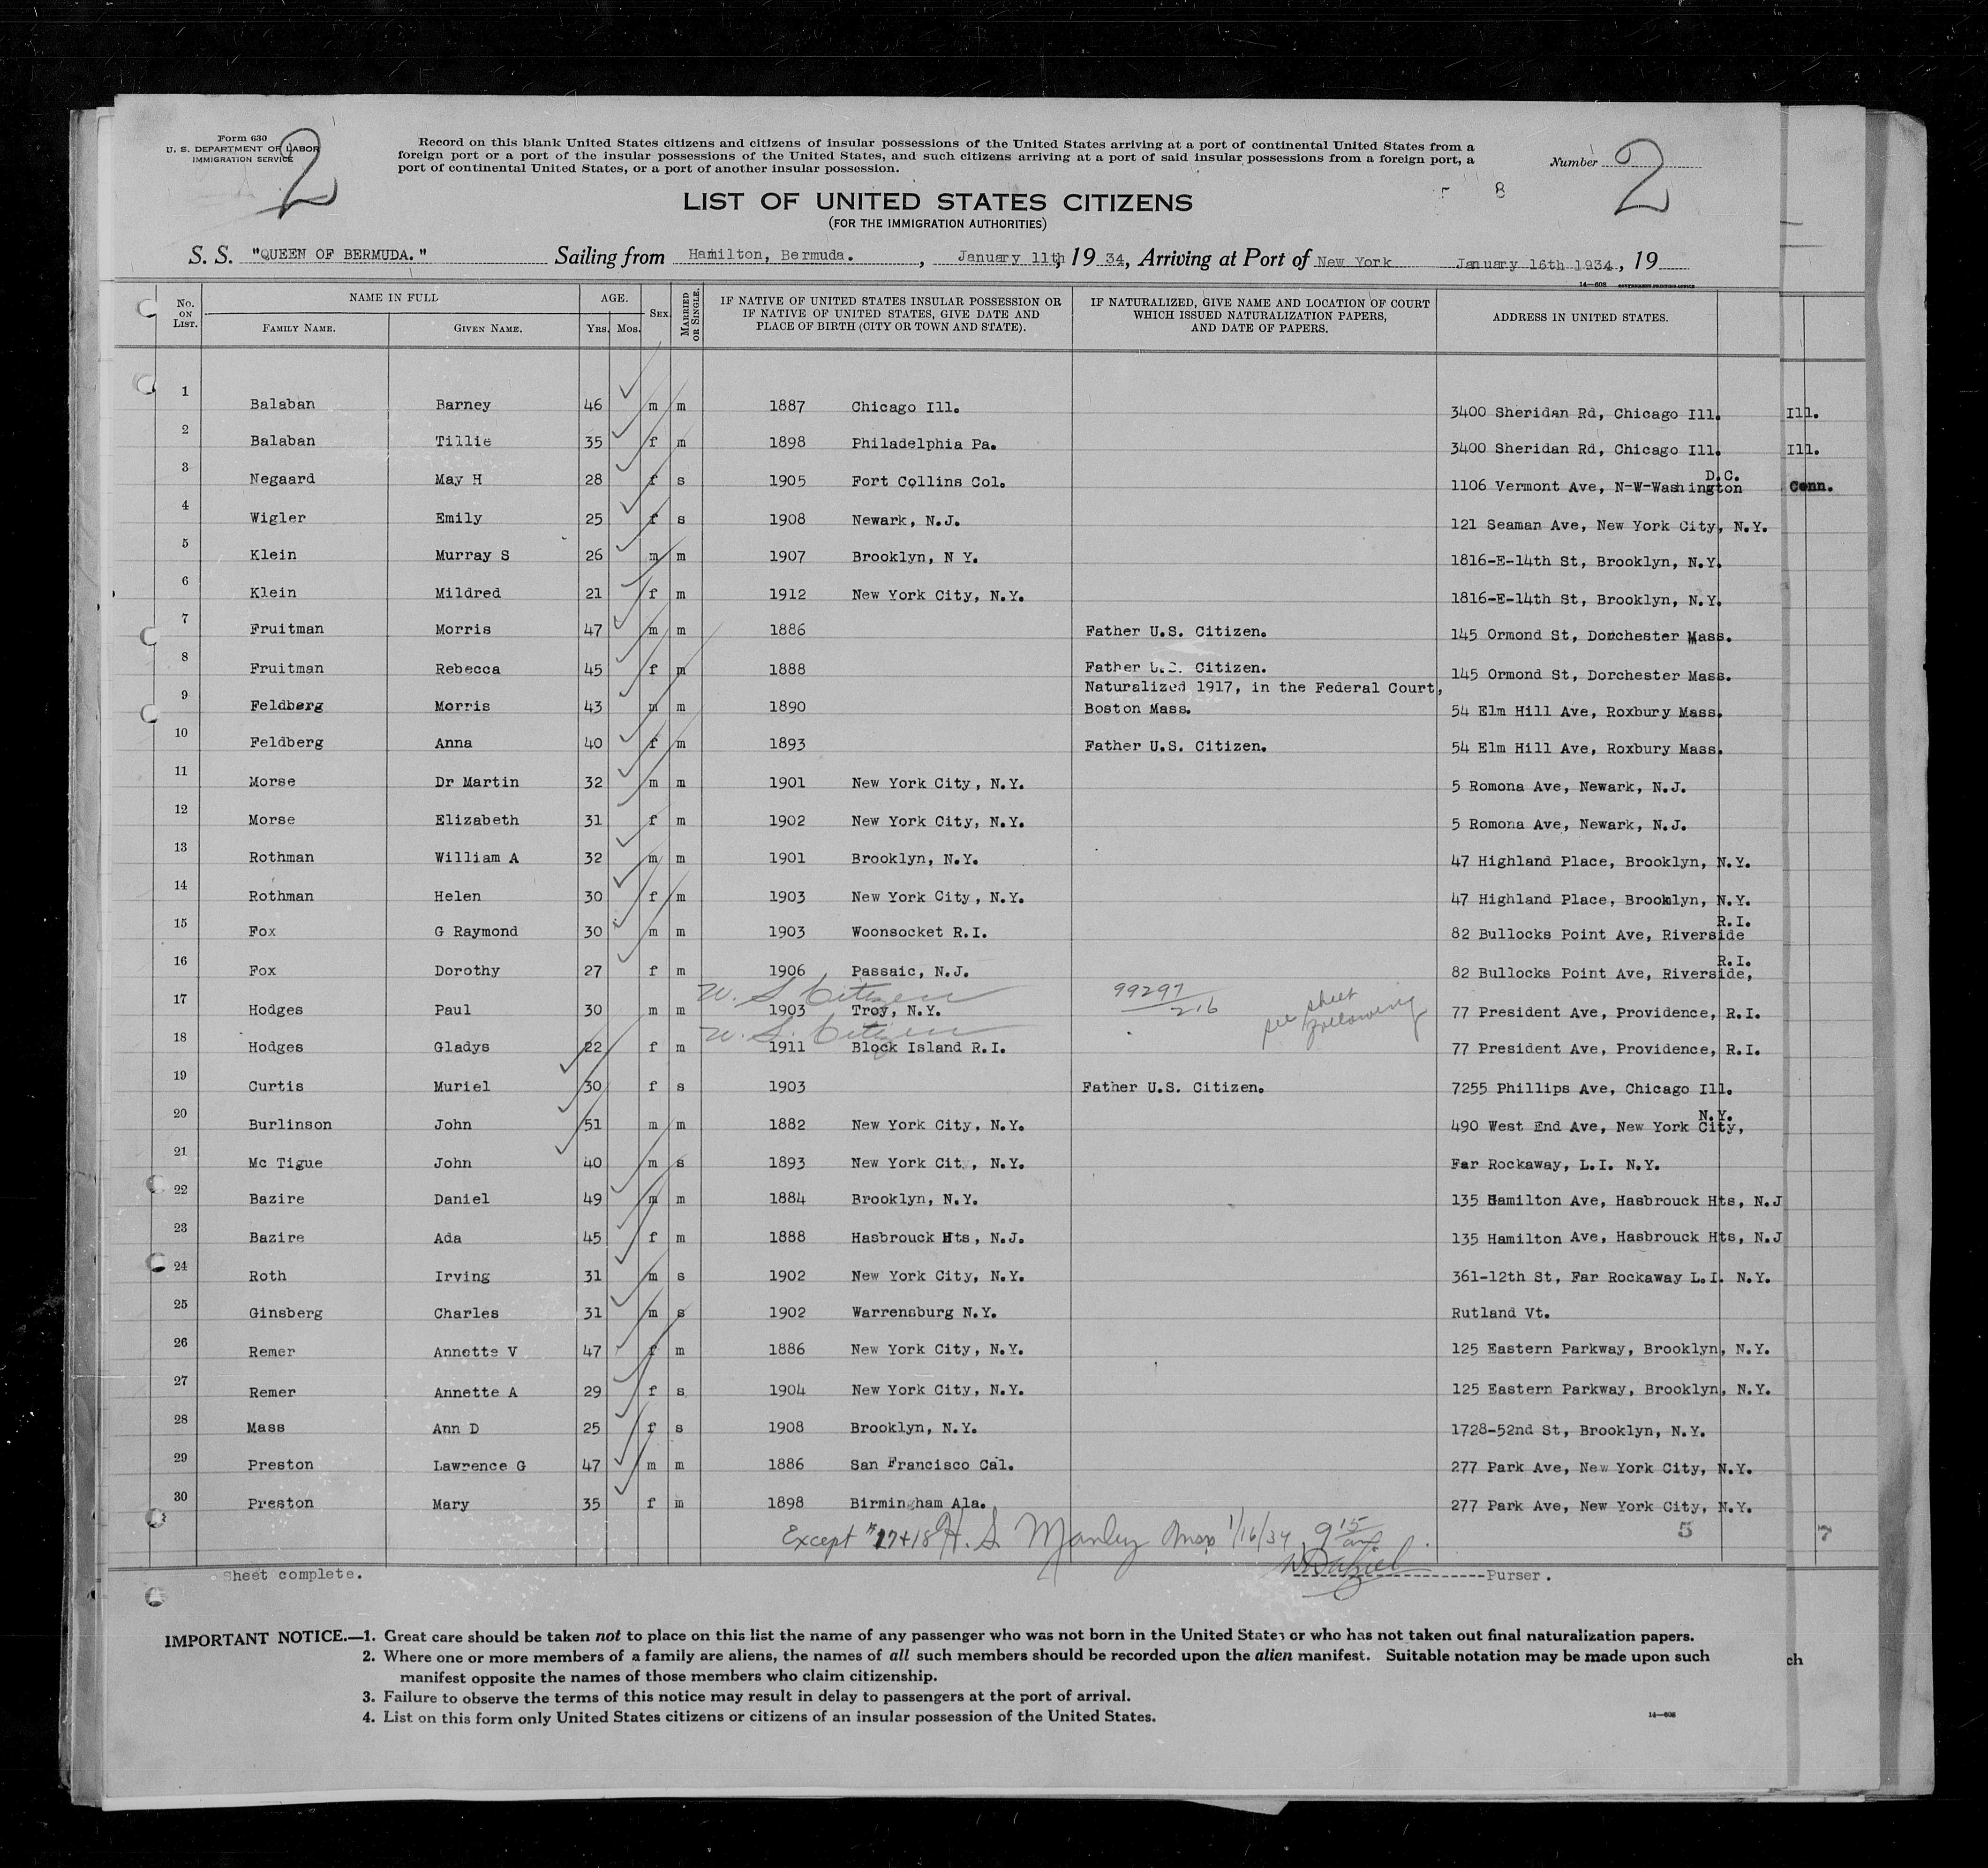 Form 630
U. S. DEPARTMENT OF LABOR
IMMIGRATION SERVICE
2
Record on this blank United States citizens and citizens of insular possessions of the United States arriving at a port of continental United States from a
foreign port or a port of the insular possessions of the United States, and such citizens arriving at a port of said insular possessions from a foreign port, a
port of continental United States, or a port of another insular possession.
Number 2
8
LIST OF UNITED STATES CITIZENS
(FOR THE IMMIGRATION AUTHORITIES)
S. S. "QUEEN OF BERMUDA." Sailing from Hamilton, Bermuda. , January 11th, 19 34, Arriving at Port of New York January 16th 1934, 19
14—608 GOVERNMENT PRINTING OFFICE
No. ON LIST. NAME IN FULL FAMILY NAME. GIVEN NAME. AGE. YRS. MOS. SEX. MARRIED OR SINGLE. IF NATIVE OF UNITED STATES INSULAR POSSESSION OR IF NATIVE OF UNITED STATES, GIVE DATE AND PLACE OF BIRTH (CITY OR TOWN AND STATE). IF NATURALIZED, GIVE NAME AND LOCATION OF COURT WHICH ISSUED NATURALIZATION PAPERS, AND DATE OF PAPERS. ADDRESS IN UNITED STATES.
1 Balaban Barney 46 m m 1887 Chicago Ill. 3400 Sheridan Rd, Chicago Ill. Ill.
2 Balaban Tillie 35 f m 1898 Philadelphia Pa. 3400 Sheridan Rd, Chicago Ill. Ill.
3 Negaard May H 28 f s 1905 Fort Collins Col. 1106 Vermont Ave, N-W-Washington D.C. Conn.
4 Wigler Emily 25 f s 1908 Newark, N.J. 121 Seaman Ave, New York City, N.Y.
5 Klein Murray S 26 m m 1907 Brooklyn, N Y. 1816-E-14th St, Brooklyn, N.Y.
6 Klein Mildred 21 f m 1912 New York City, N.Y. 1816-E-14th St, Brooklyn, N.Y.
7 Fruitman Morris 47 m m 1886 Father U.S. Citizen. 145 Ormond St, Dorchester Mass.
8 Fruitman Rebecca 45 f m 1888 Father U.S. Citizen. 145 Ormond St, Dorchester Mass.
9 Feldberg Morris 43 m m 1890 Naturalized 1917, in the Federal Court, Boston Mass. 54 Elm Hill Ave, Roxbury Mass.
10 Feldberg Anna 40 f m 1893 Father U.S. Citizen. 54 Elm Hill Ave, Roxbury Mass.
11 Morse Dr Martin 32 m m 1901 New York City, N.Y. 5 Romona Ave, Newark, N.J.
12 Morse Elizabeth 31 f m 1902 New York City, N.Y. 5 Romona Ave, Newark, N.J.
13 Rothman William A 32 m m 1901 Brooklyn, N.Y. 47 Highland Place, Brooklyn, N.Y.
14 Rothman Helen 30 f m 1903 New York City, N.Y. 47 Highland Place, Brooklyn, N.Y.
15 Fox G Raymond 30 m m 1903 Woonsocket R.I. 82 Bullocks Point Ave, Riverside R.I.
16 Fox Dorothy 27 f m 1906 Passaic, N.J. 82 Bullocks Point Ave, Riverside, R.I.
U. S. Citizen 99297/216 see sheet following
17 Hodges Paul 30 m m 1903 Troy, N.Y. 77 President Ave, Providence, R.I.
U. S. Citizen
18 Hodges Gladys 22 f m 1911 Block Island R.I. 77 President Ave, Providence, R.I.
19 Curtis Muriel 30 f s 1903 Father U.S. Citizen. 7255 Phillips Ave, Chicago Ill.
20 Burlinson John 51 m m 1882 New York City. N.Y. 490 West End Ave, New York City, N.Y.
21 Mc Tigue John 40 m s 1893 New York Cit , N.Y. Far Rockaway, L.I. N.Y.
22 Bazire Daniel 49 m m 1884 Brooklyn, N.Y. 135 Hamilton Ave, Hasbrouck Hts, N.J
23 Bazire Ada 45 f m 1888 Hasbrouck Hts, N.J. 135 Hamilton Ave, Hasbrouck Hts, N.J
24 Roth Irving 31 m s 1902 New York City, N.Y. 361-12th St, Far Rockaway L.I. N.Y.
25 Ginsberg Charles 31 m s 1902 Warrensburg N.Y. Rutland Vt.
26 Remer Annette V 47 f m 1886 New York City, N.Y. 125 Eastern Parkway, Brooklyn, N.Y.
27 Remer Annette A 29 f s 1904 New York City, N.Y. 125 Eastern Parkway, Brooklyn, N.Y.
28 Mass Ann D 25 f s 1908 Brooklyn, N.Y. 1728-52nd St, Brooklyn, N.Y.
29 Preston Lawrence G 47 m m 1886 San Francisco Cal. 277 Park Ave, New York City, N.Y.
30 Preston Mary 35 f m 1898 Birmingham Ala. 277 Park Ave, New York City, N.Y.
Except #17+18 H. S. Manley 1/16/34 9 15 am 5 7
Sheet complete. Purser.
IMPORTANT NOTICE.—1. Great care should be taken not to place on this list the name of any passenger who was not born in the United States or who has not taken out final naturalization papers.
2. Where one or more members of a family are aliens, the names of all such members should be recorded upon the alien manifest. Suitable notation may be made upon such
manifest opposite the names of those members who claim citizenship.
ch
3. Failure to observe the terms of this notice may result in delay to passengers at the port of arrival.
4. List on this form only United States citizens or citizens of an insular possession of the United States.
14—608